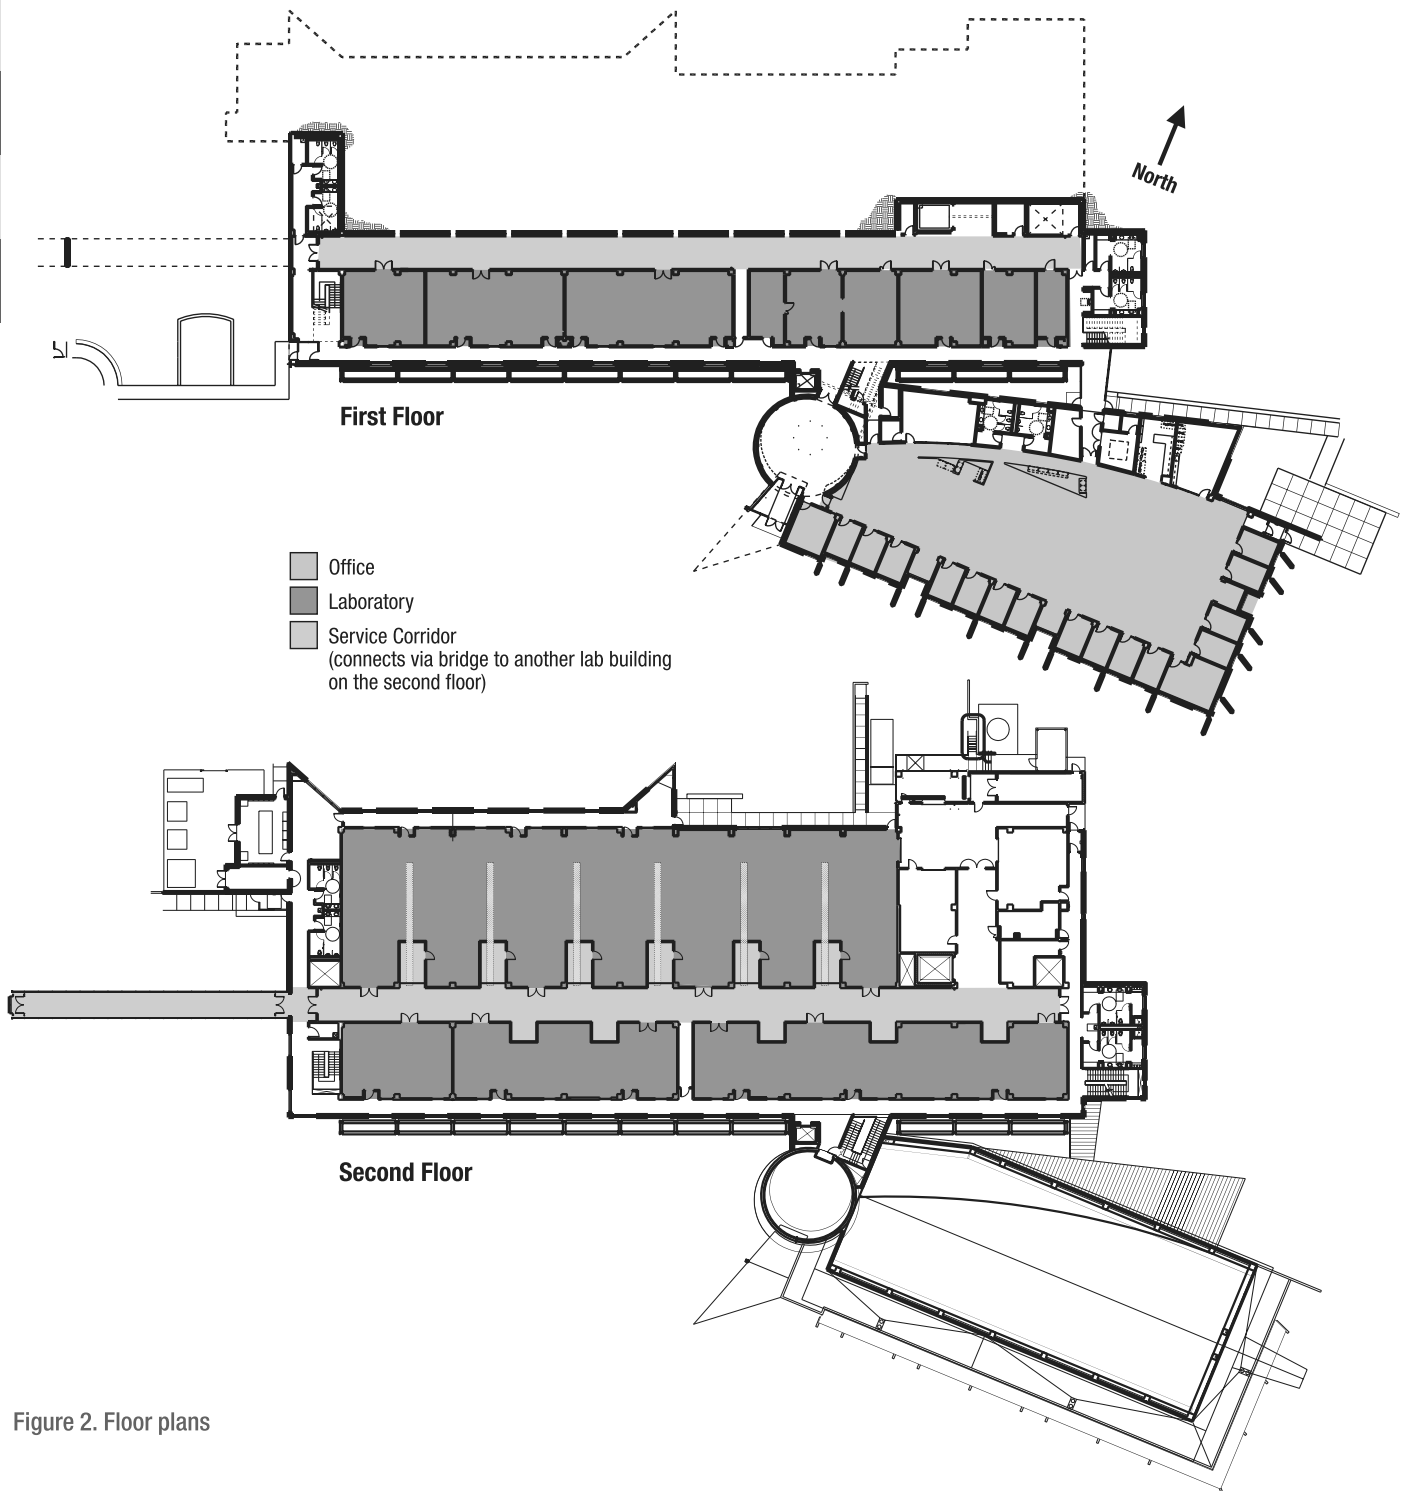 North
First Floor
Office
Laboratory
Service Corridor
(connects via bridge to another lab building
on the second floor)
Second Floor
Figure 2. Floor plans